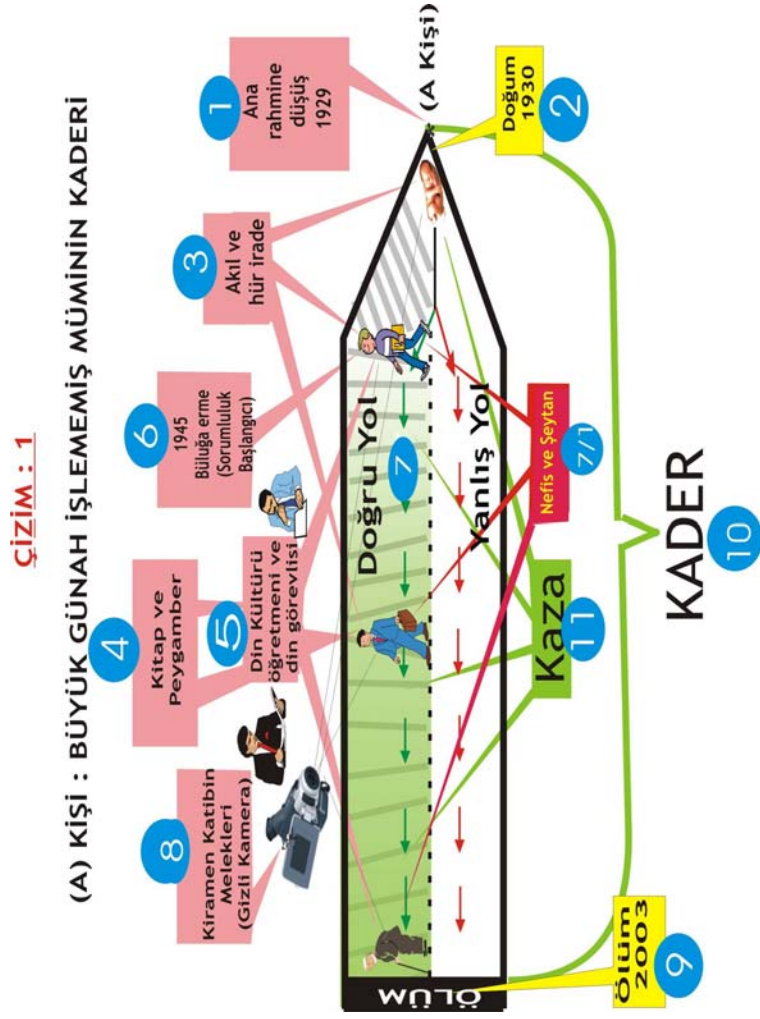 ÇİZİM : 1
(A) KİŞİ : BÜYÜK GÜNAH İŞLEMEMİŞ MÜMİNİN KADERİ
8
Kiramen Katibin
Melekleri
(Gizli Kamera)
4
Kitap ve
Peygamber
5
Din Kültürü
öğretmeni ve
din görevlisi
6
1945
Büluğa erme
(Sorumluluk
Başlangıcı)
3
Akıl ve
hür irade
1
Ana
rahmine
düşüş
1929
(A Kişi)
Doğru Yol
7
Yanlış Yol
ÖLÜM
Ölüm
2003
9
Kaza
11
Nefis ve Şeytan
7/1
Doğum
1930
2
KADER
10